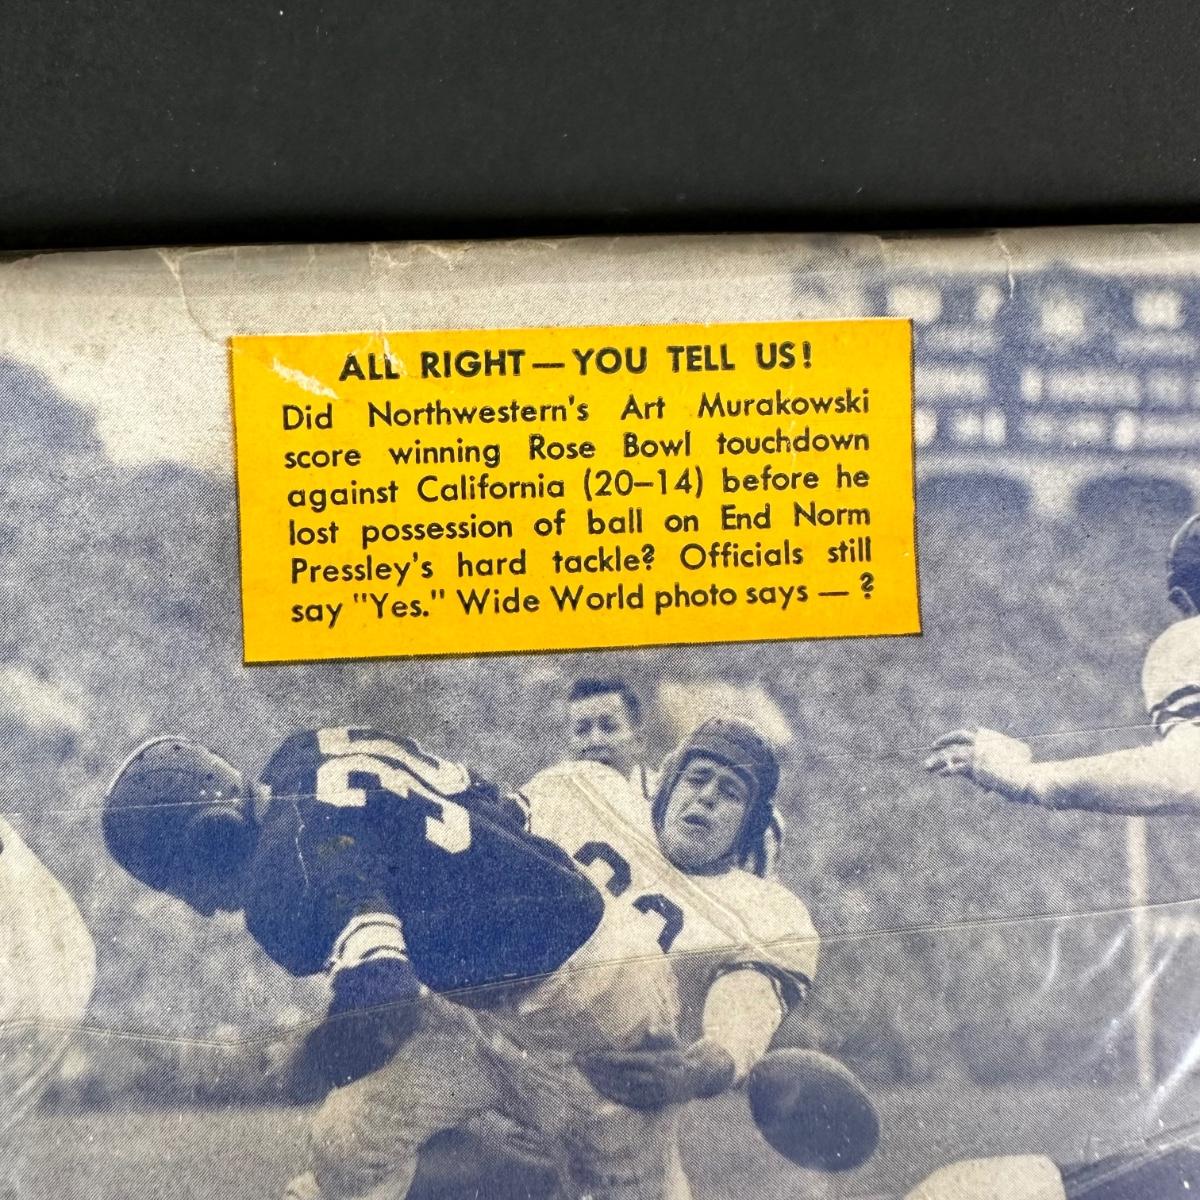 ALL RIGHT — YOU TELL US!
Did Northwestern's Art Murakowski
score winning Rose Bowl touchdown
against California (20–14) before he
lost possession of ball on End Norm
Pressley's hard tackle? Officials still
say "Yes." Wide World photo says — ?